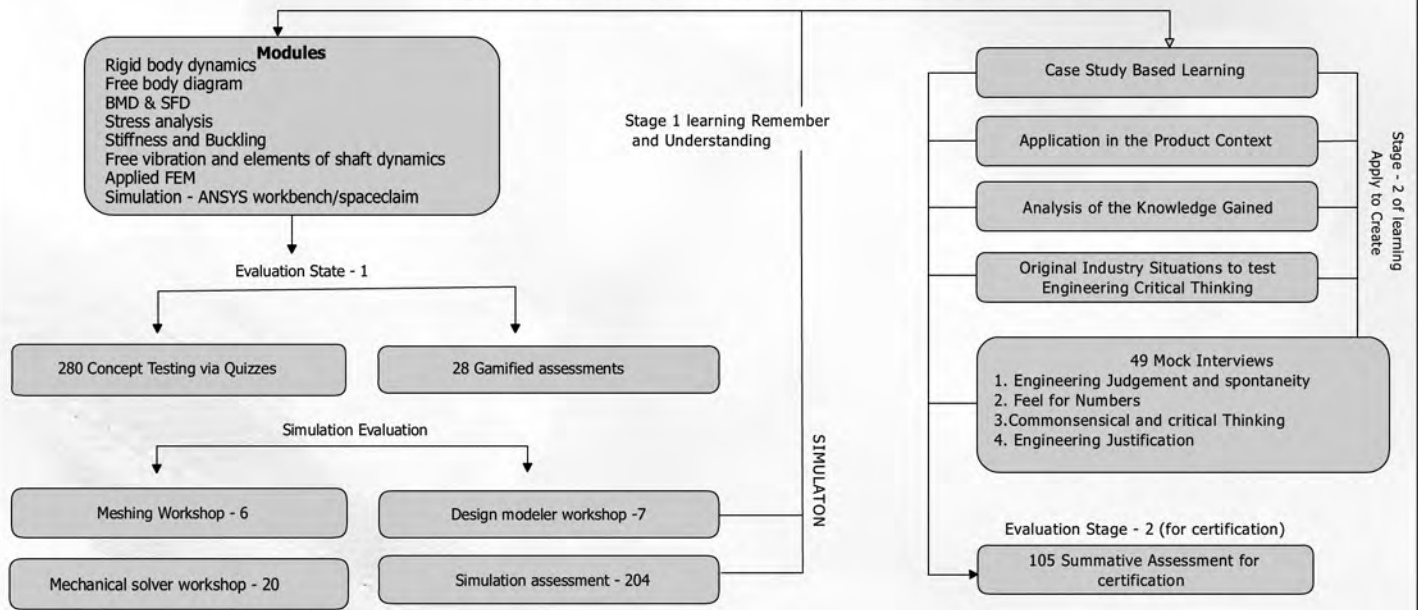 Modules
Rigid body dynamics
Free body diagram
BMD & SFD
Stress analysis
Stiffness and Buckling
Free vibration and elements of shaft dynamics
Applied FEM
Simulation - ANSYS workbench/spaceclaim
Evaluation State - 1
280 Concept Testing via Quizzes
28 Gamified assessments
Simulation Evaluation
Meshing Workshop - 6
Design modeler workshop -7
Mechanical solver workshop - 20
Simulation assessment - 204
Stage 1 learning Remember
and Understanding
SIMULATON
Case Study Based Learning
Application in the Product Context
Analysis of the Knowledge Gained
Original Industry Situations to test
Engineering Critical Thinking
Stage - 2 of learning
Apply to Create
49 Mock Interviews
1. Engineering Judgement and spontaneity
2. Feel for Numbers
3.Commonsensical and critical Thinking
4. Engineering Justification
Evaluation Stage - 2 (for certification)
105 Summative Assessment for
certification